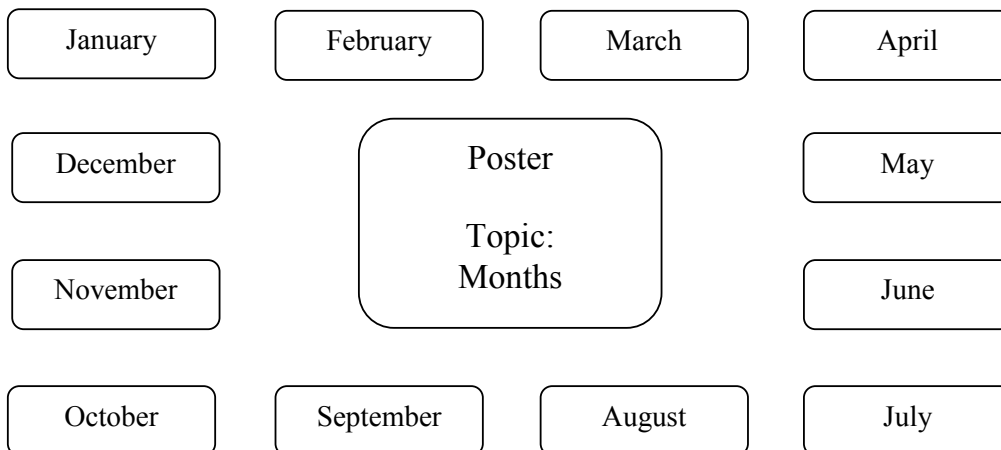 January
February
March
April
December
Poster
May
Topic:
Months
November
June
October
September
August
July